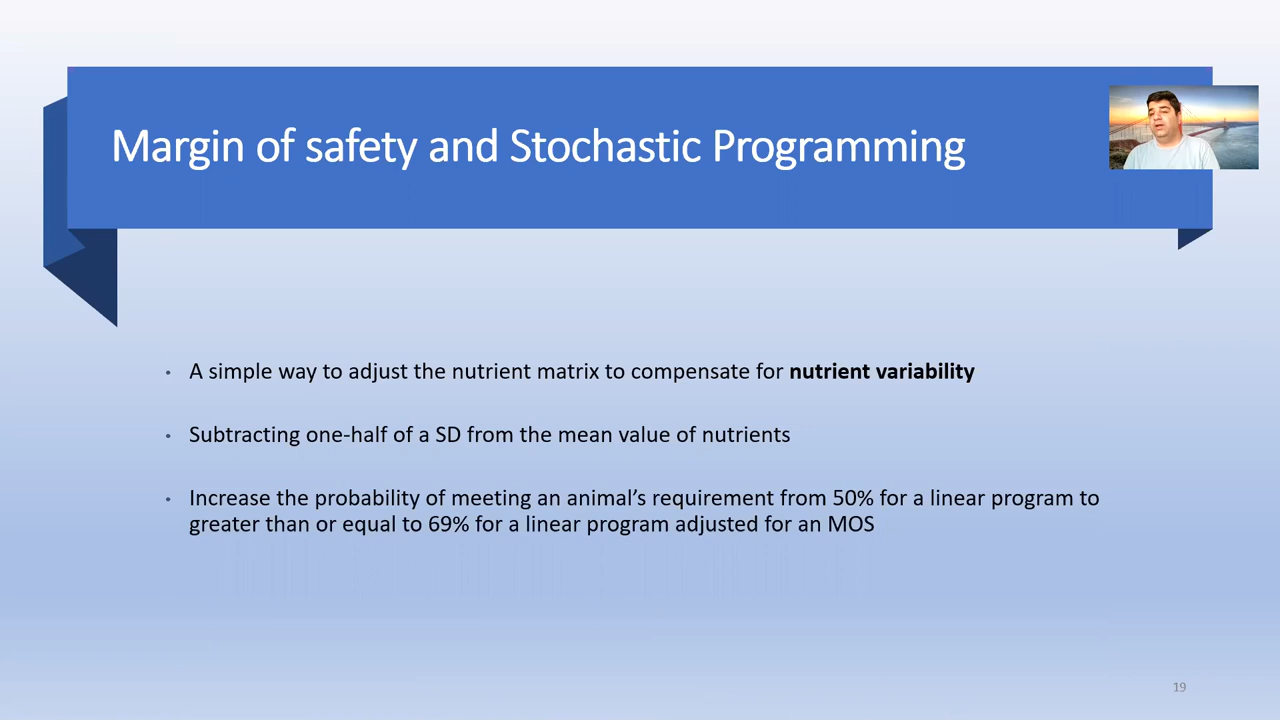 Margin of safety and Stochastic Programming
• A simple way to adjust the nutrient matrix to compensate for nutrient variability
• Subtracting one-half of a SD from the mean value of nutrients
• Increase the probability of meeting an animal’s requirement from 50% for a linear program to
greater than or equal to 69% for a linear program adjusted for an MOS
19